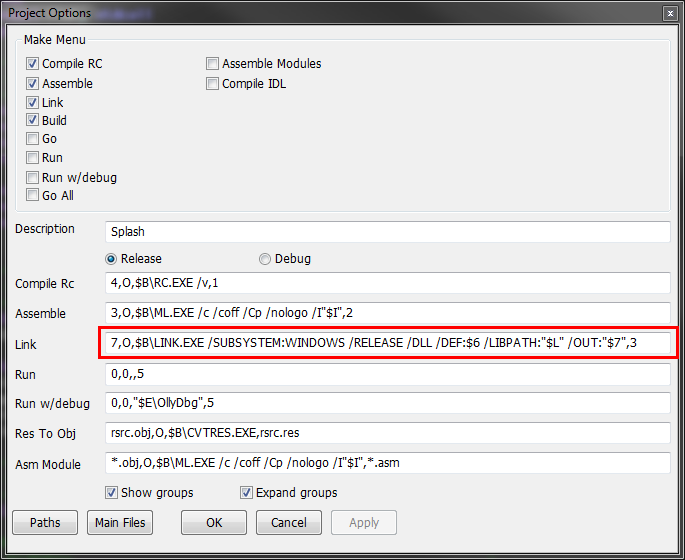 Project Options
Make Menu
Compile RC
Assemble Modules
Assemble
Compile IDL
Link
Build
Go
Run
Run w/debug
Go All
Description
Splash
Release
Debug
Compile Rc
4,O,$B\RC.EXE /v,1
Assemble
3,O,$B\ML.EXE /c /coff /Cp /nologo /I"$I",2
Link
7,O,$B\LINK.EXE /SUBSYSTEM:WINDOWS /RELEASE /DLL /DEF:$6 /LIBPATH:"$L" /OUT:"$7",3
Run
0,0,,5
Run w/debug
0,0,"$E\OllyDbg",5
Res To Obj
rsrc.obj,O,$B\CVTRES.EXE,rsrc.res
Asm Module
*.obj,O,$B\ML.EXE /c /coff /Cp /nologo /I"$I",*.asm
Show groups
Expand groups
Paths
Main Files
OK
Cancel
Apply